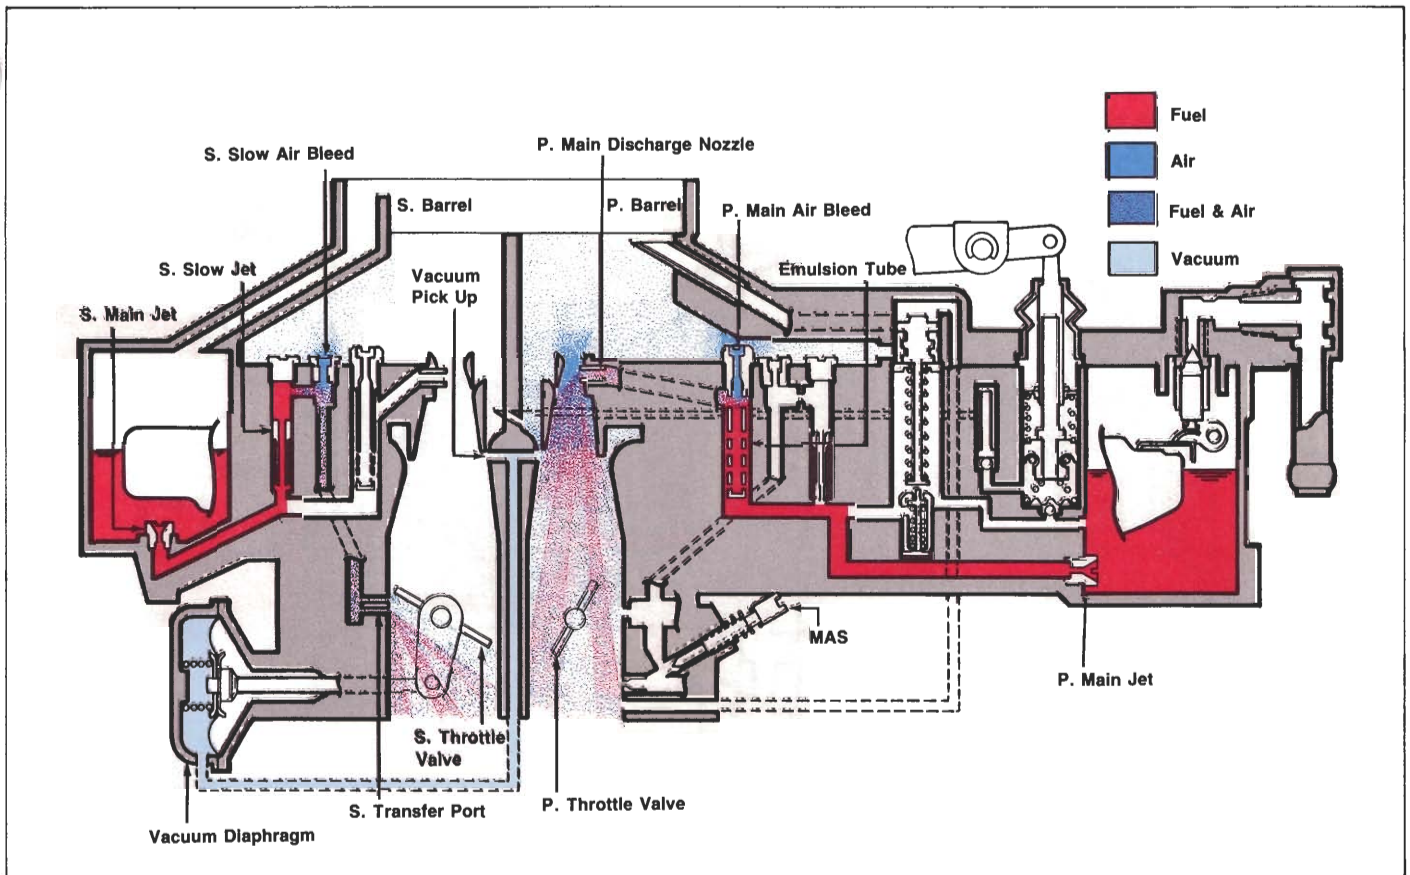 Fuel
Air
Fuel & Air
Vacuum
P. Main Discharge Nozzle
S. Slow Air Bleed
S. Barrel
P. Barrel
P. Main Air Bleed
S. Slow Jet
Vacuum
Pick Up
Emulsion Tube
S. Main Jet
MAS
P. Main Jet
S. Throttle
Valve
S. Transfer Port
P. Throttle Valve
Vacuum Diaphragm